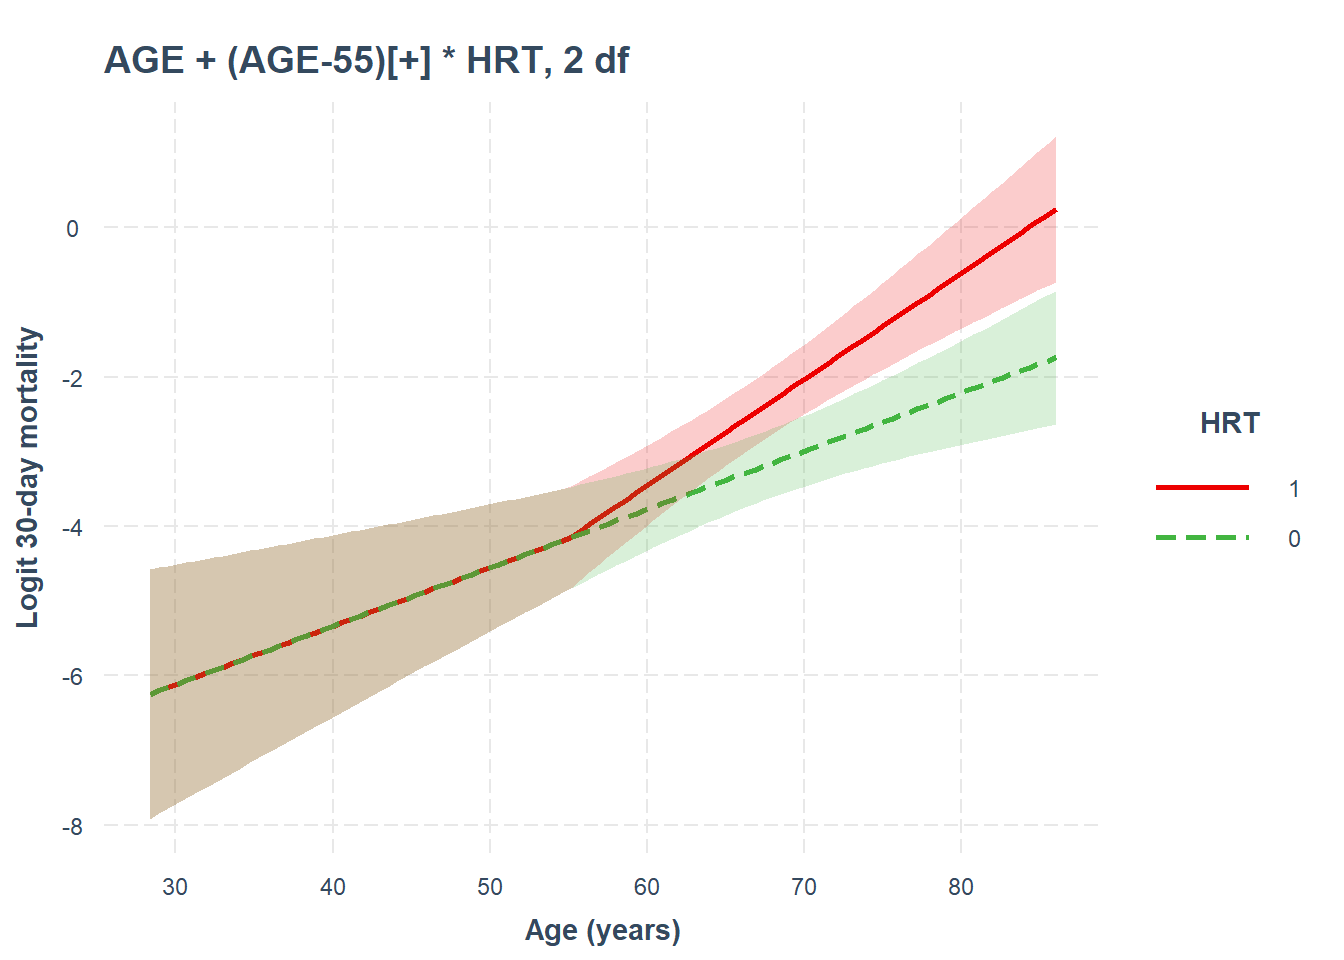 AGE + (AGE-55)[+] * HRT, 2 df
Logit 30-day mortality
0
-2
-4
-6
-8
30 40 50 60 70 80
Age (years)
HRT
1
0